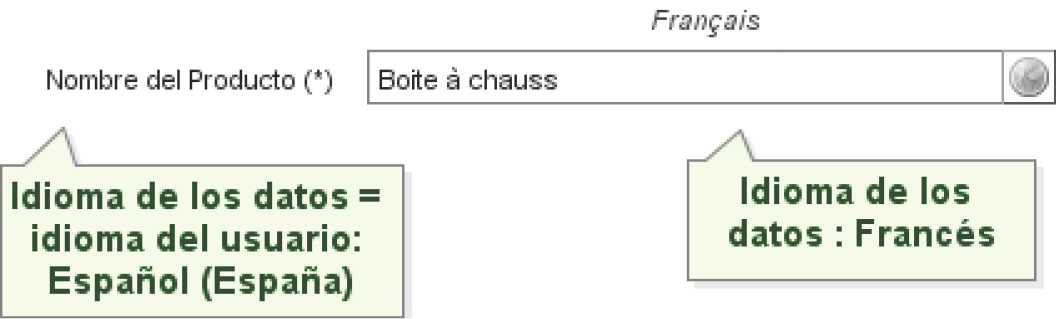 Français
Nombre del Producto (*) Boite à chauss
Idioma de los datos =
idioma del usuario:
Español (España)
Idioma de los
datos : Francés